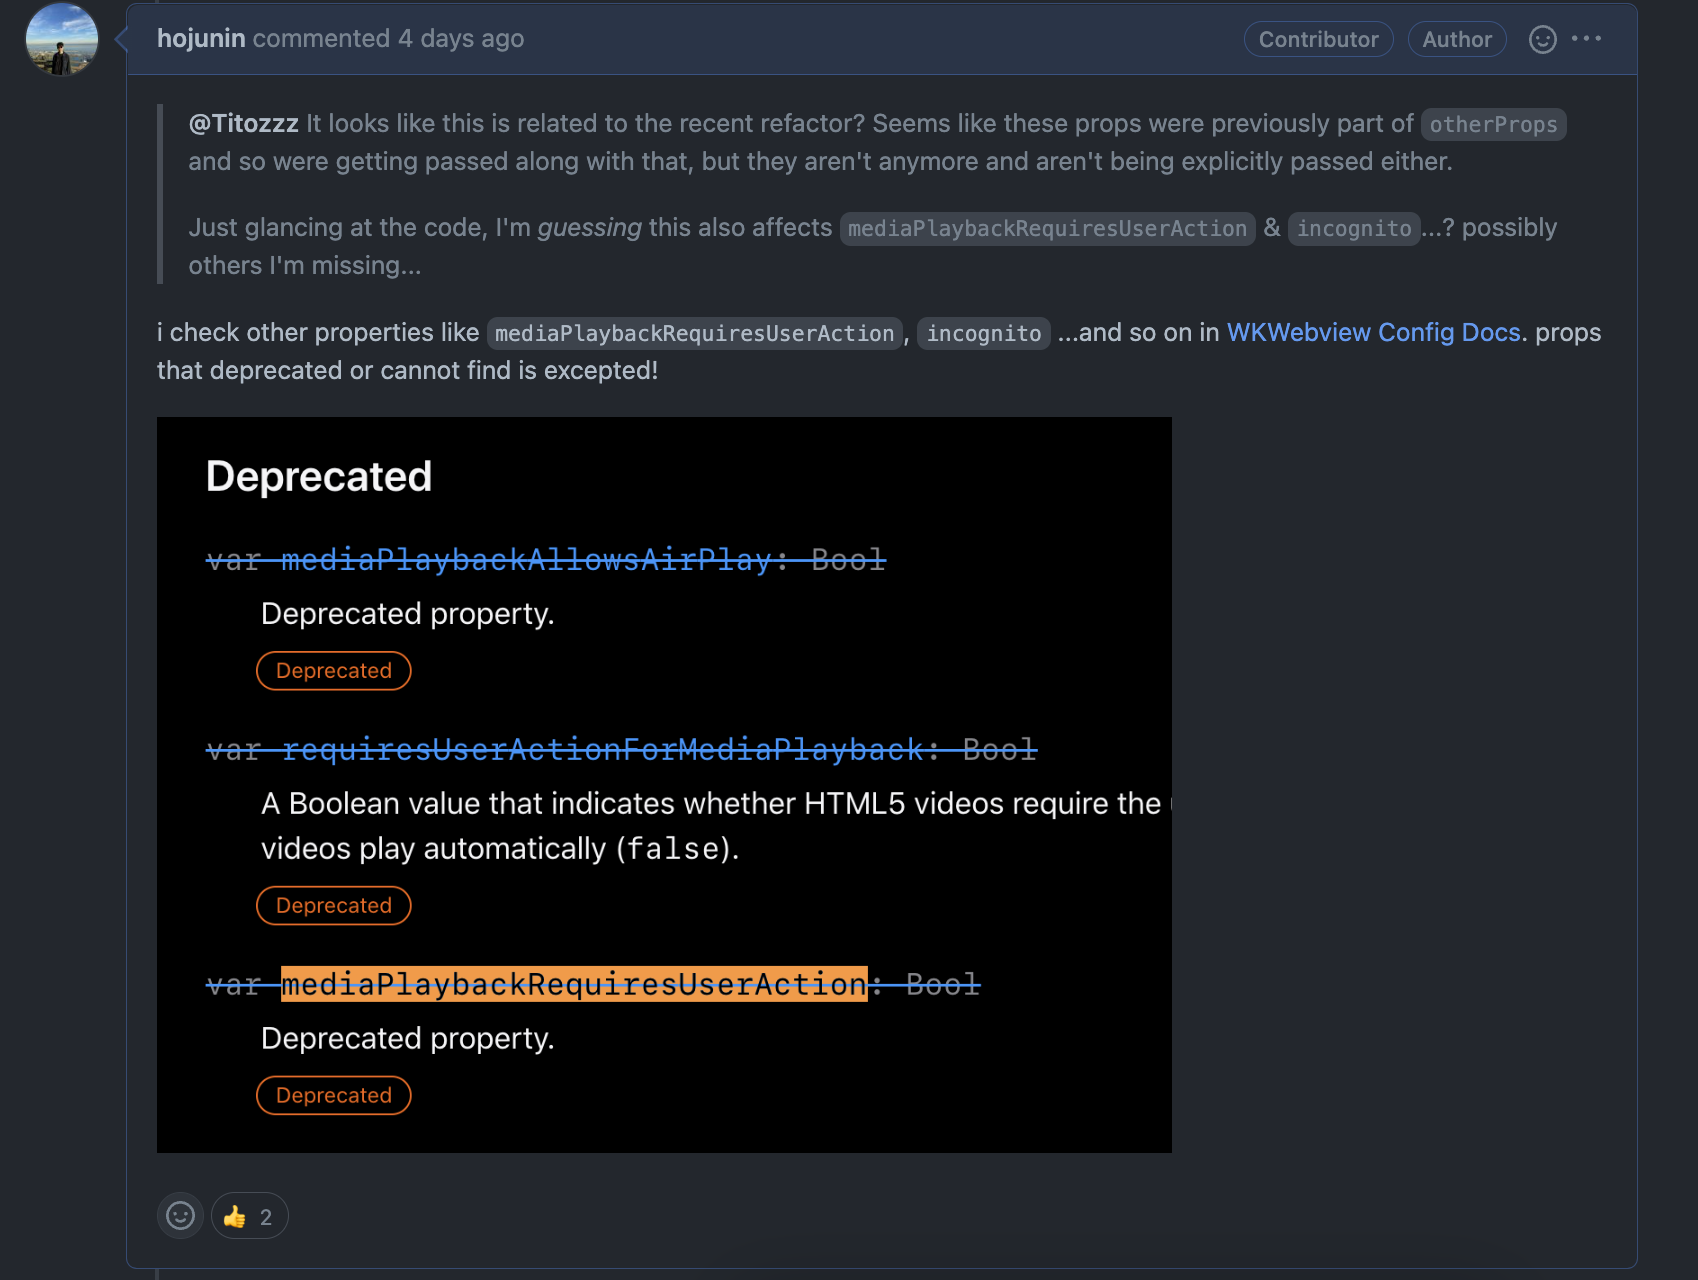 hojunin commented 4 days ago
Contributor
Author
@Titozzz It looks like this is related to the recent refactor? Seems like these props were previously part of otherProps
and so were getting passed along with that, but they aren't anymore and aren't being explicitly passed either.
Just glancing at the code, I'm guessing this also affects mediaPlaybackRequiresUserAction & incognito...? possibly
others I'm missing...
i check other properties like mediaPlaybackRequiresUserAction, incognito ...and so on in WKWebview Config Docs. props
that deprecated or cannot find is excepted!
Deprecated
var mediaPlaybackAllowsAirPlay: Bool
Deprecated property.
Deprecated
var requiresUserActionForMediaPlayback: Bool
A Boolean value that indicates whether HTML5 videos require the
videos play automatically (false).
Deprecated
var mediaPlaybackRequiresUserAction: Bool
Deprecated property.
Deprecated
👍 2